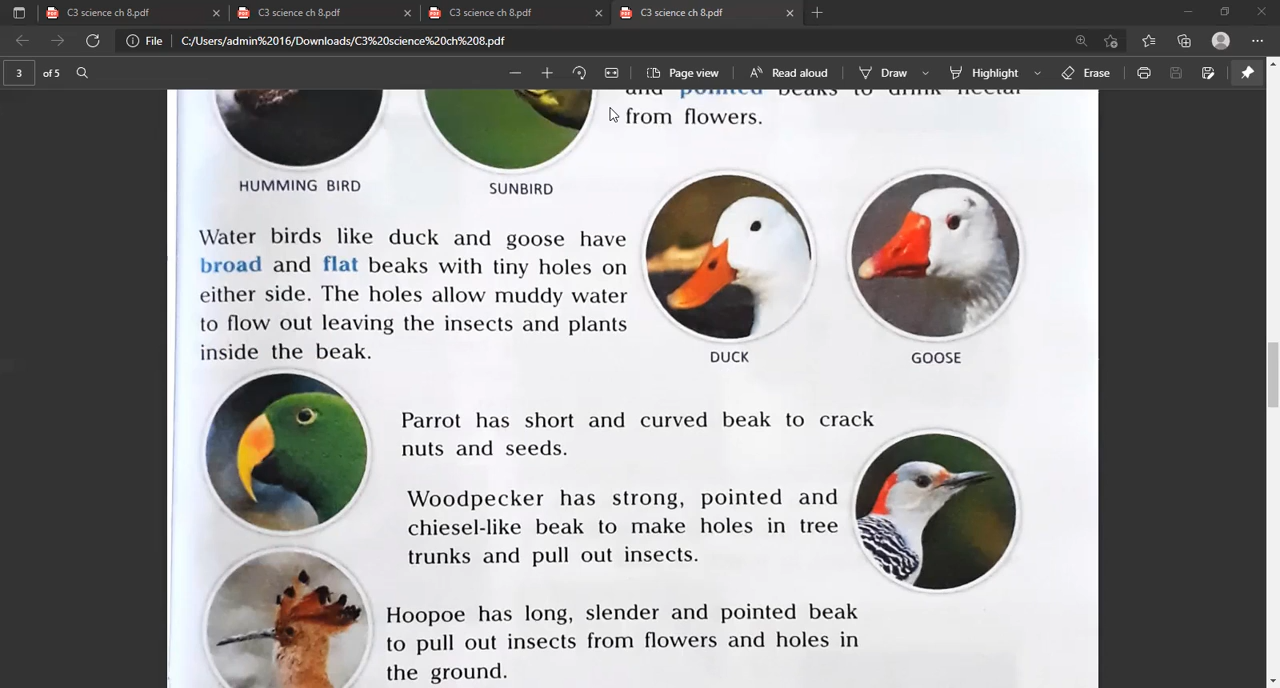 C3 science ch 8.pdf
C3 science ch 8.pdf
C3 science ch 8.pdf
C3 science ch 8.pdf
File
C:/Users/admin%2016/Downloads/C3%20science%20ch%208.pdf
3 of 5
Page view
Read aloud
Draw
Highlight
Erase
and pointed beaks to drink nectar
from flowers.
HUMMING BIRD
SUNBIRD
Water birds like duck and goose have
broad and flat beaks with tiny holes on
either side. The holes allow muddy water
to flow out leaving the insects and plants
inside the beak.
DUCK
GOOSE
Parrot has short and curved beak to crack
nuts and seeds.
Woodpecker has strong, pointed and
chiesel-like beak to make holes in tree
trunks and pull out insects.
Hoopoe has long, slender and pointed beak
to pull out insects from flowers and holes in
the ground.